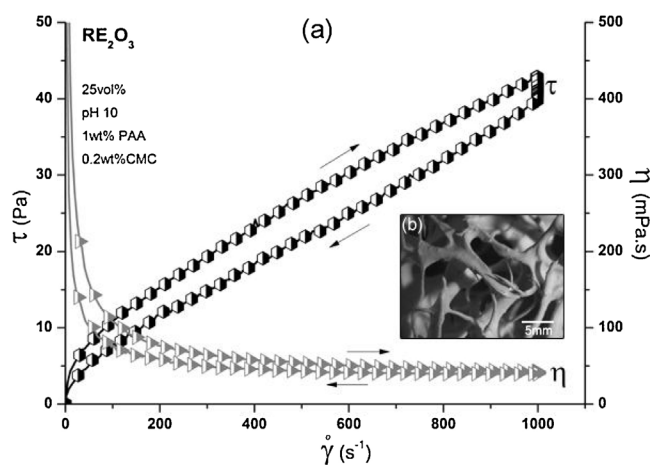 (a)
RE₂O₃
25vol%
pH 10
1wt% PAA
0.2wt%CMC
50
40
30
20
10
0
τ (Pa)
500
400
300
200
100
0
η (mPa.s)
τ
η
(b)
5mm
0 200 400 600 800 1000
γ̊ (s⁻¹)